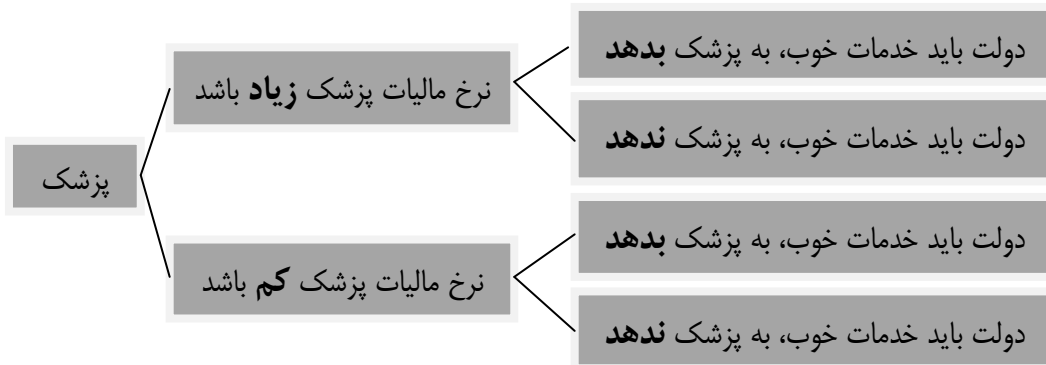 دولت باید خدمات خوب، به پزشک بدهد
نرخ مالیات پزشک زیاد باشد
دولت باید خدمات خوب، به پزشک ندهد
پزشک
دولت باید خدمات خوب، به پزشک بدهد
نرخ مالیات پزشک کم باشد
دولت باید خدمات خوب، به پزشک ندهد